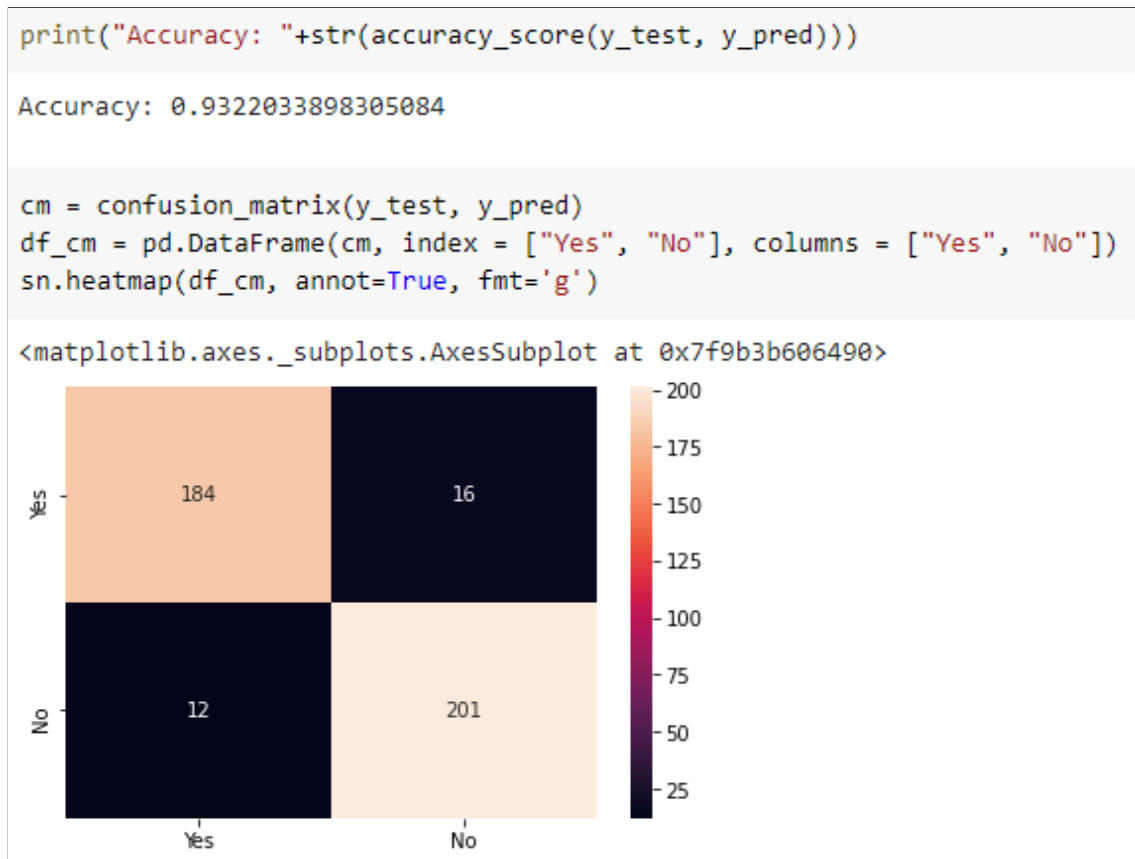 print("Accuracy: "+str(accuracy_score(y_test, y_pred)))
Accuracy: 0.9322033898305084
cm = confusion_matrix(y_test, y_pred)
df_cm = pd.DataFrame(cm, index = ["Yes", "No"], columns = ["Yes", "No"])
sn.heatmap(df_cm, annot=True, fmt='g')
<matplotlib.axes._subplots.AxesSubplot at 0x7f9b3b606490>
Yes
184
16
No
12
201
Yes
No
200
175
150
125
100
75
50
25